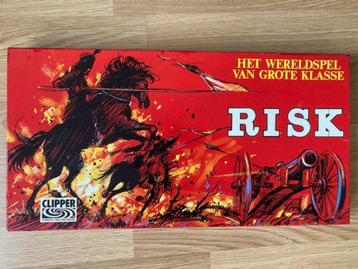 HET WERELDSPEL
VAN GROTE KLASSE
RISK
CLIPPER